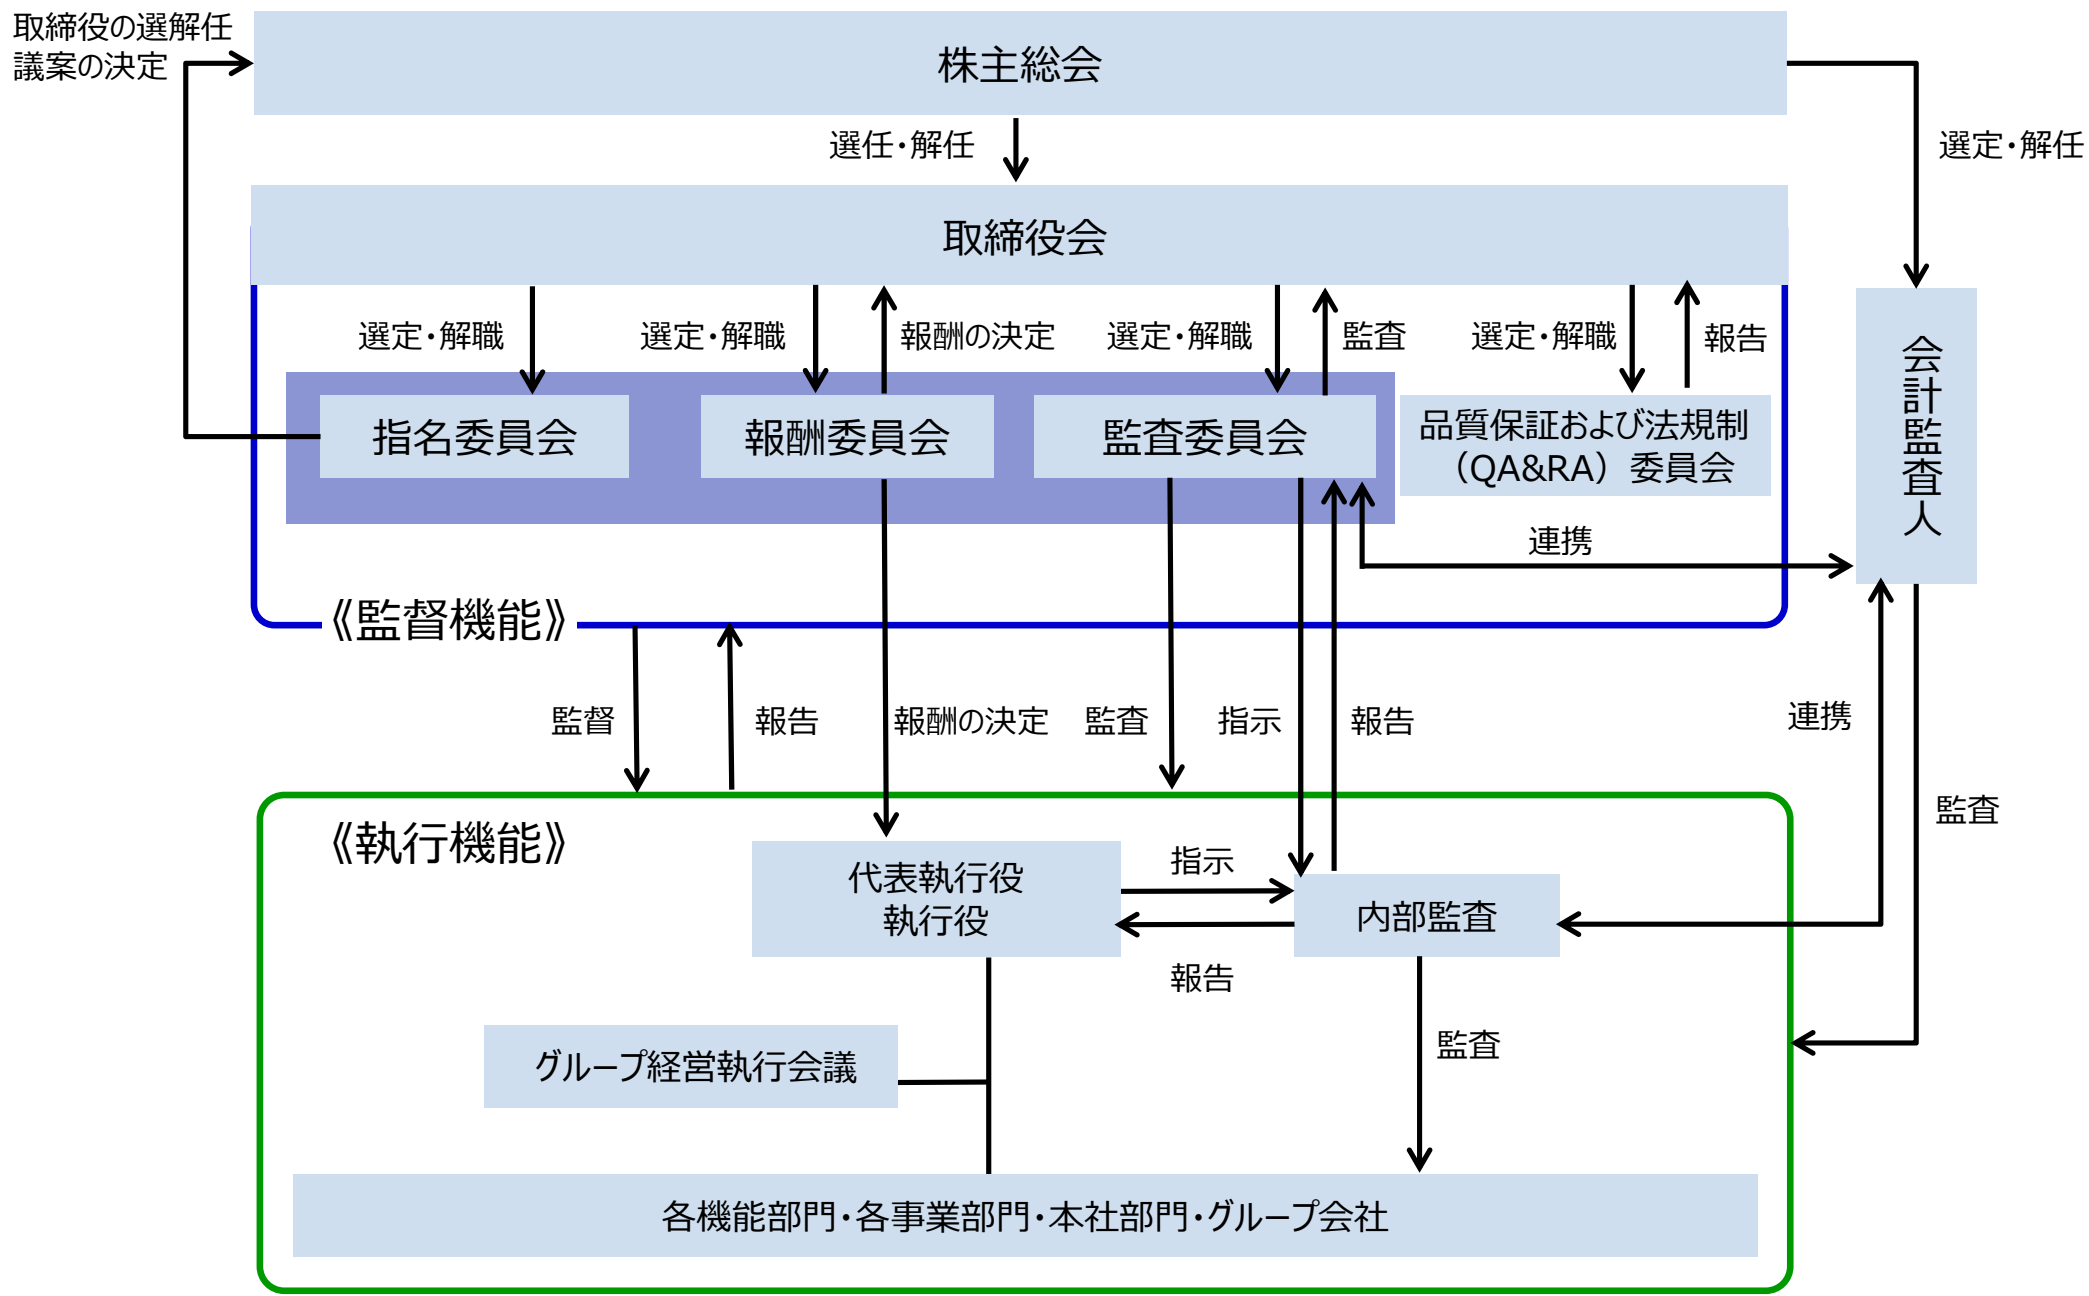 取締役の選解任
議案の決定
株主総会
選任・解任
選定・解任
取締役会
選定・解職
選定・解職
報酬の決定
選定・解職
監査
選定・解職
報告
指名委員会
報酬委員会
監査委員会
品質保証および法規制
（QA&RA）委員会
会計監査人
連携
《監督機能》
監督
報告
報酬の決定
監査
指示
報告
連携
監査
《執行機能》
代表執行役
執行役
指示
報告
内部監査
監査
グループ経営執行会議
各機能部門・各事業部門・本社部門・グループ会社